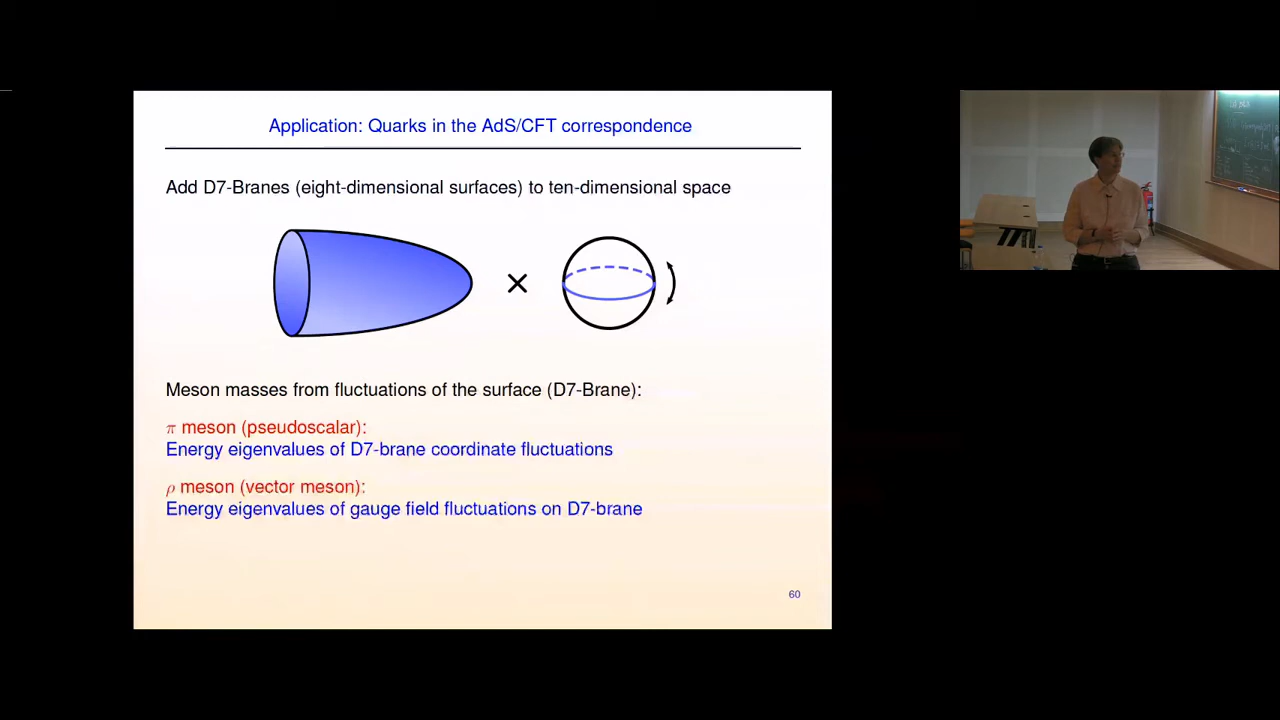 Application: Quarks in the AdS/CFT correspondence
Add D7-Branes (eight-dimensional surfaces) to ten-dimensional space
×
Meson masses from fluctuations of the surface (D7-Brane):
π meson (pseudoscalar):
Energy eigenvalues of D7-brane coordinate fluctuations
ρ meson (vector meson):
Energy eigenvalues of gauge field fluctuations on D7-brane
60